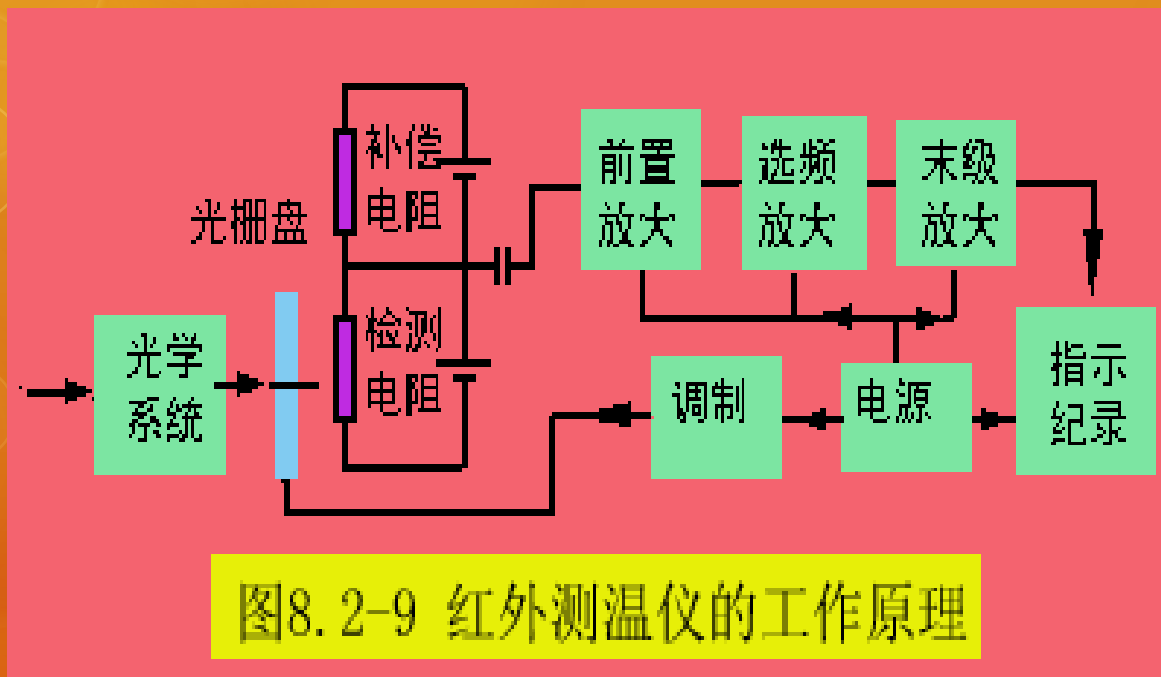 补偿
电阻
光栅盘
前置
放大
选频
放大
末级
放大
光学
系统
检测
电阻
调制
电源
指示
纪录
图8.2-9 红外测温仪的工作原理